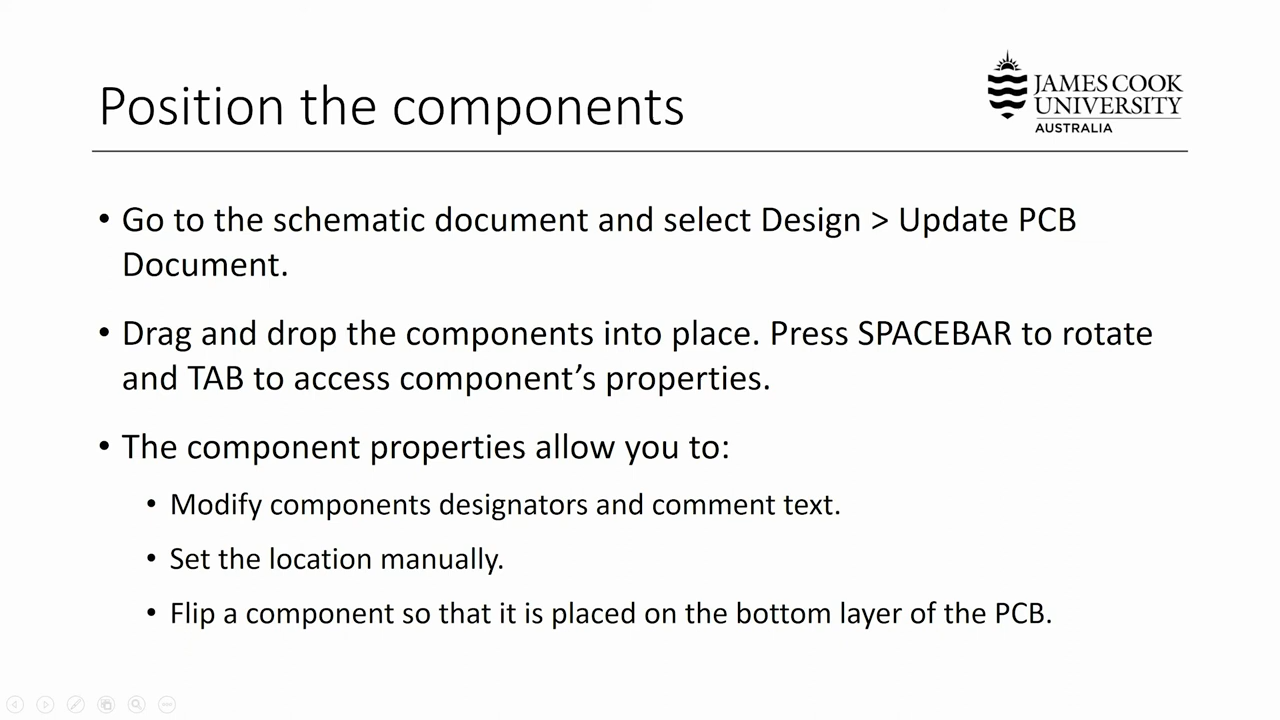 Position the components
JAMES COOK
UNIVERSITY
AUSTRALIA
• Go to the schematic document and select Design > Update PCB
Document.
• Drag and drop the components into place. Press SPACEBAR to rotate
and TAB to access component’s properties.
• The component properties allow you to:
• Modify components designators and comment text.
• Set the location manually.
• Flip a component so that it is placed on the bottom layer of the PCB.